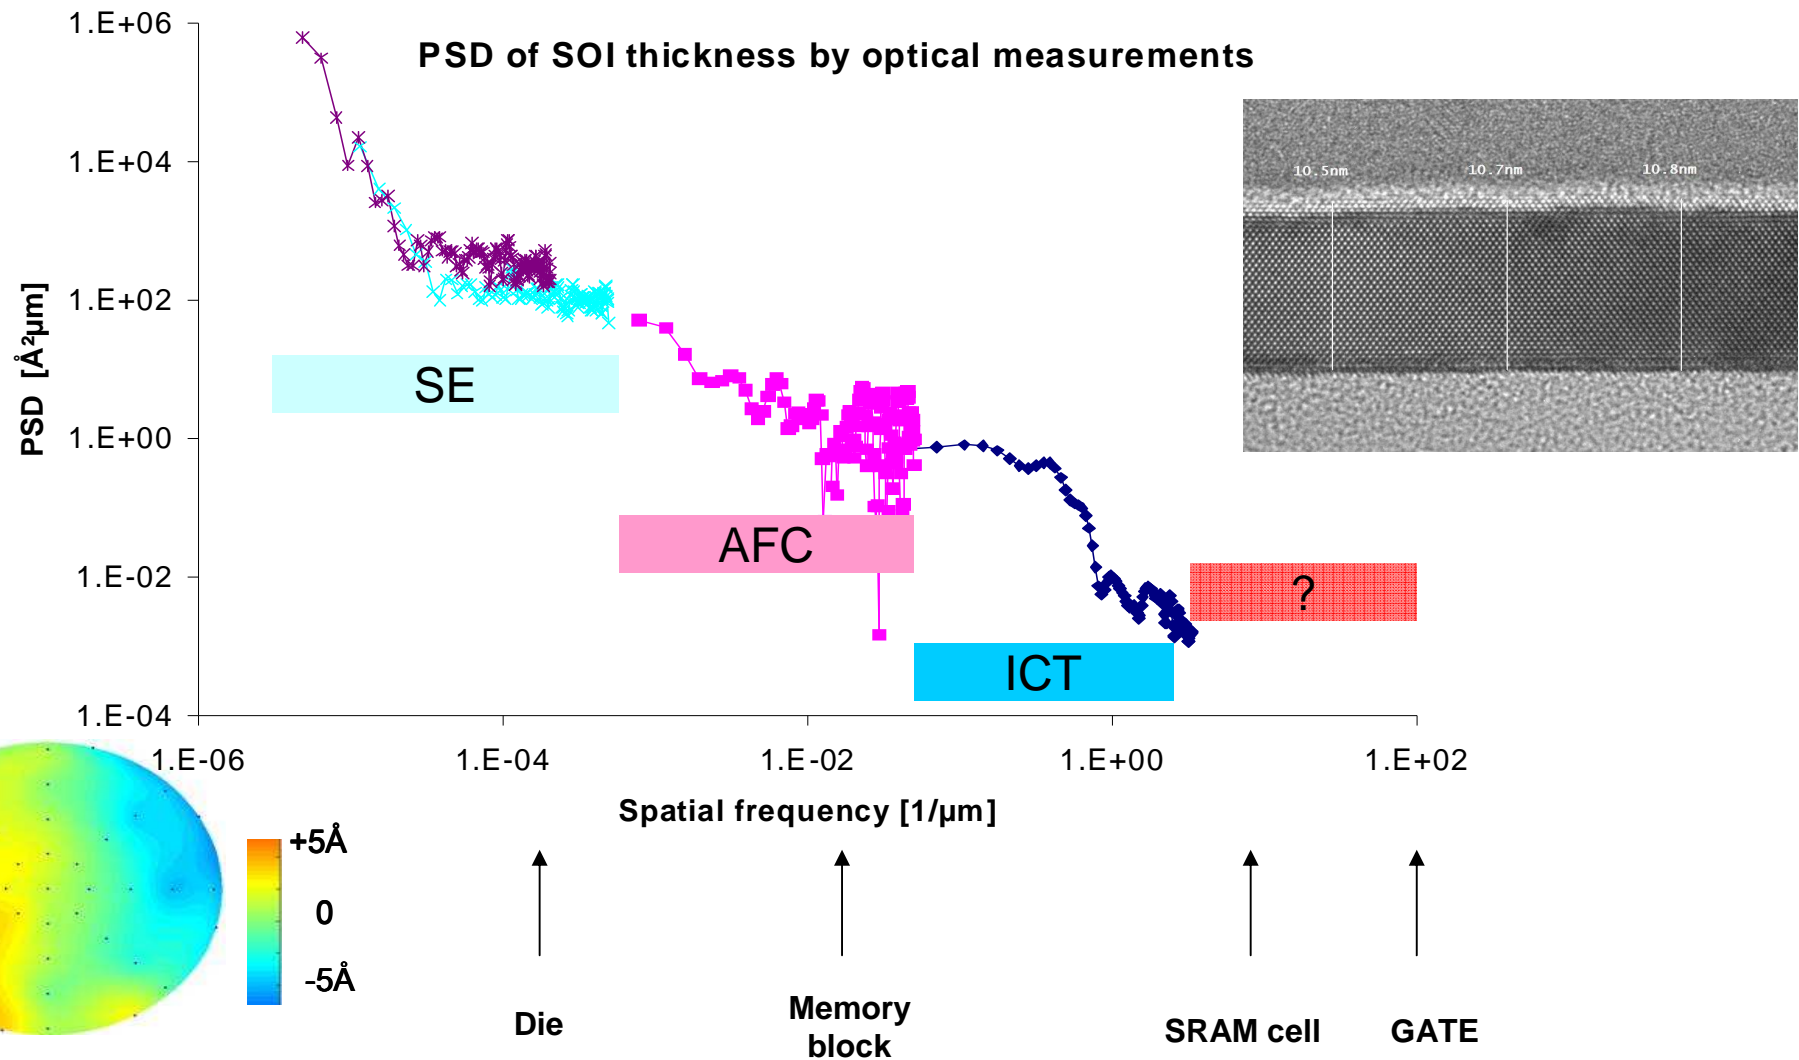 PSD of SOI thickness by optical measurements
1.E+06
1.E+04
1.E+02
1.E+00
1.E-02
1.E-04
PSD [Å²µm]
10.5nm
10.7nm
10.8nm
SE
AFC
ICT
?
1.E-06
1.E-04
1.E-02
1.E+00
1.E+02
Spatial frequency [1/µm]
+5Å
0
-5Å
Die
Memory
block
SRAM cell
GATE